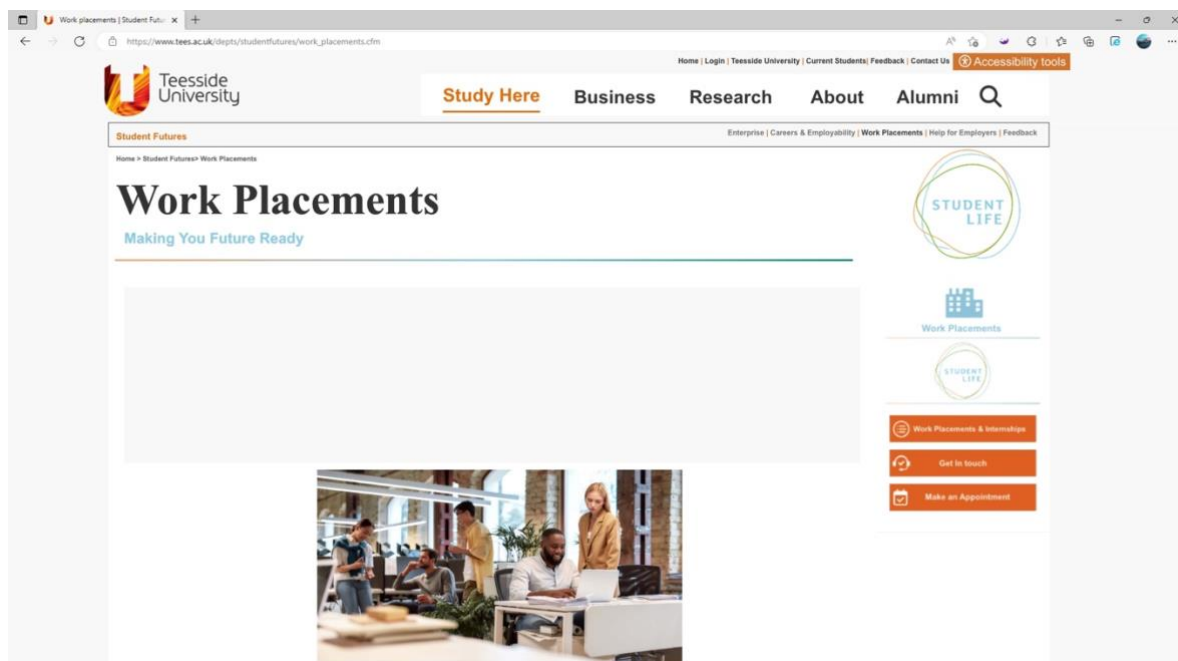 Work placements | Student Futur
https://www.tees.ac.uk/depts/studentfutures/work_placements.cfm
Home | Login | Teesside University | Current Students| Feedback | Contact Us
Accessibility tools
Teesside
University
Study Here Business Research About Alumni
Student Futures
Enterprise | Careers & Employability | Work Placements | Help for Employers | Feedback
Home > Student Futures> Work Placements
Work Placements
Making You Future Ready
STUDENT
LIFE
Work Placements
STUDENT
LIFE
Work Placements & Internships
Get In touch
Make an Appointment